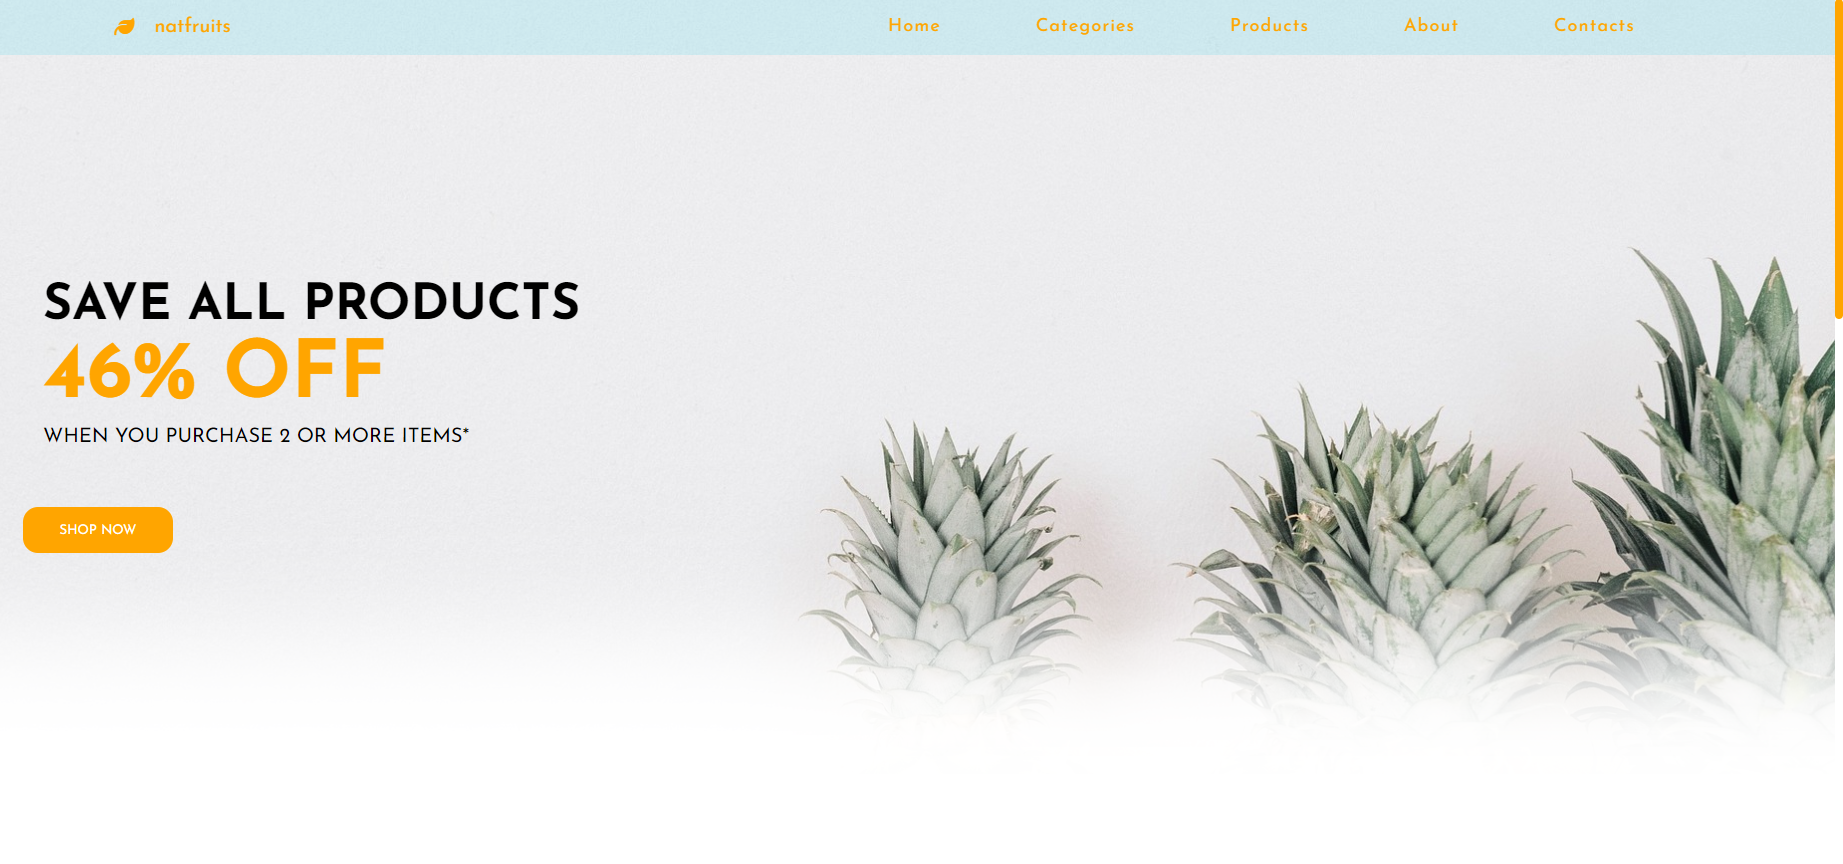 natfruits
Home Categories Products About Contacts
SAVE ALL PRODUCTS
46% OFF
WHEN YOU PURCHASE 2 OR MORE ITEMS*
SHOP NOW